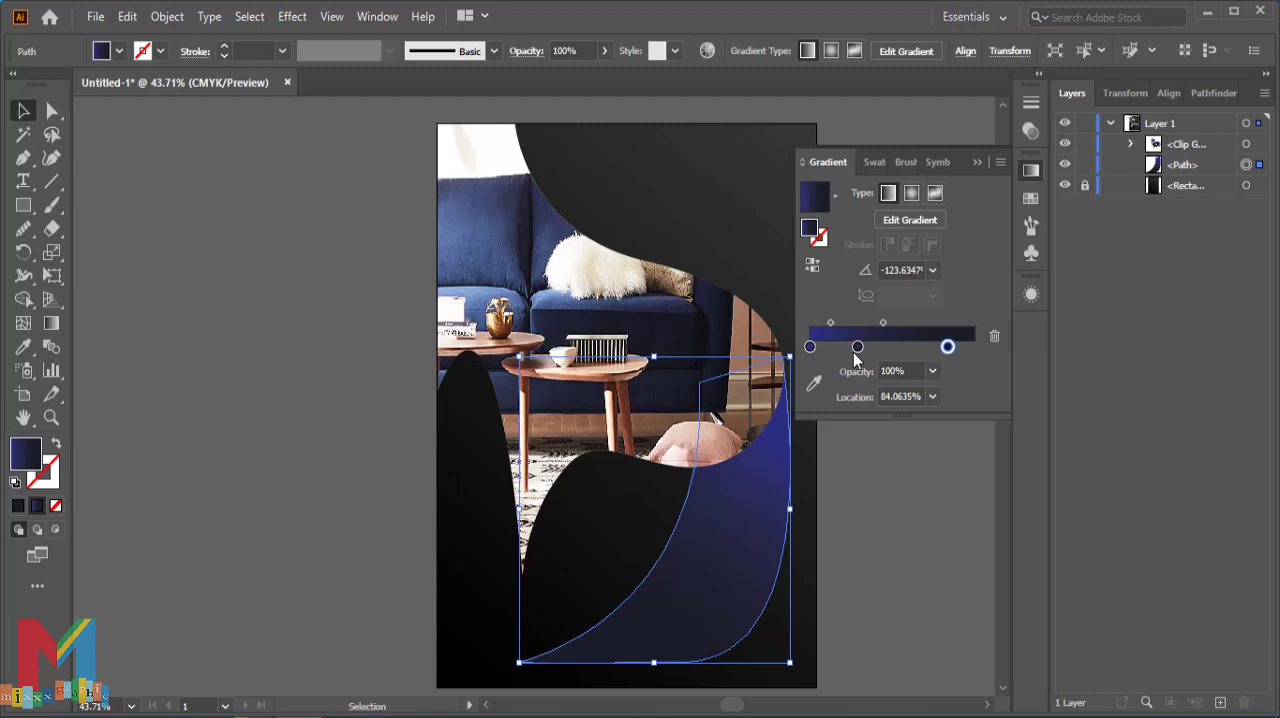 Ai File Edit Object Type Select Effect View Window Help Essentials Search Adobe Stock
Path Stroke: Basic Opacity: 100% Style: Gradient Type: Edit Gradient Align Transform
Untitled-1* @ 43.71% (CMYK/Preview)
Layers Transform Align Pathfinder
Layer 1
<Clip G...
<Path>
<Recta...
Gradient Swat Brus Symb
Type:
Edit Gradient
Stroke:
-123.634°
Opacity: 100%
Location: 84.0635%
M
43.71% 1 Selection
1 Layer